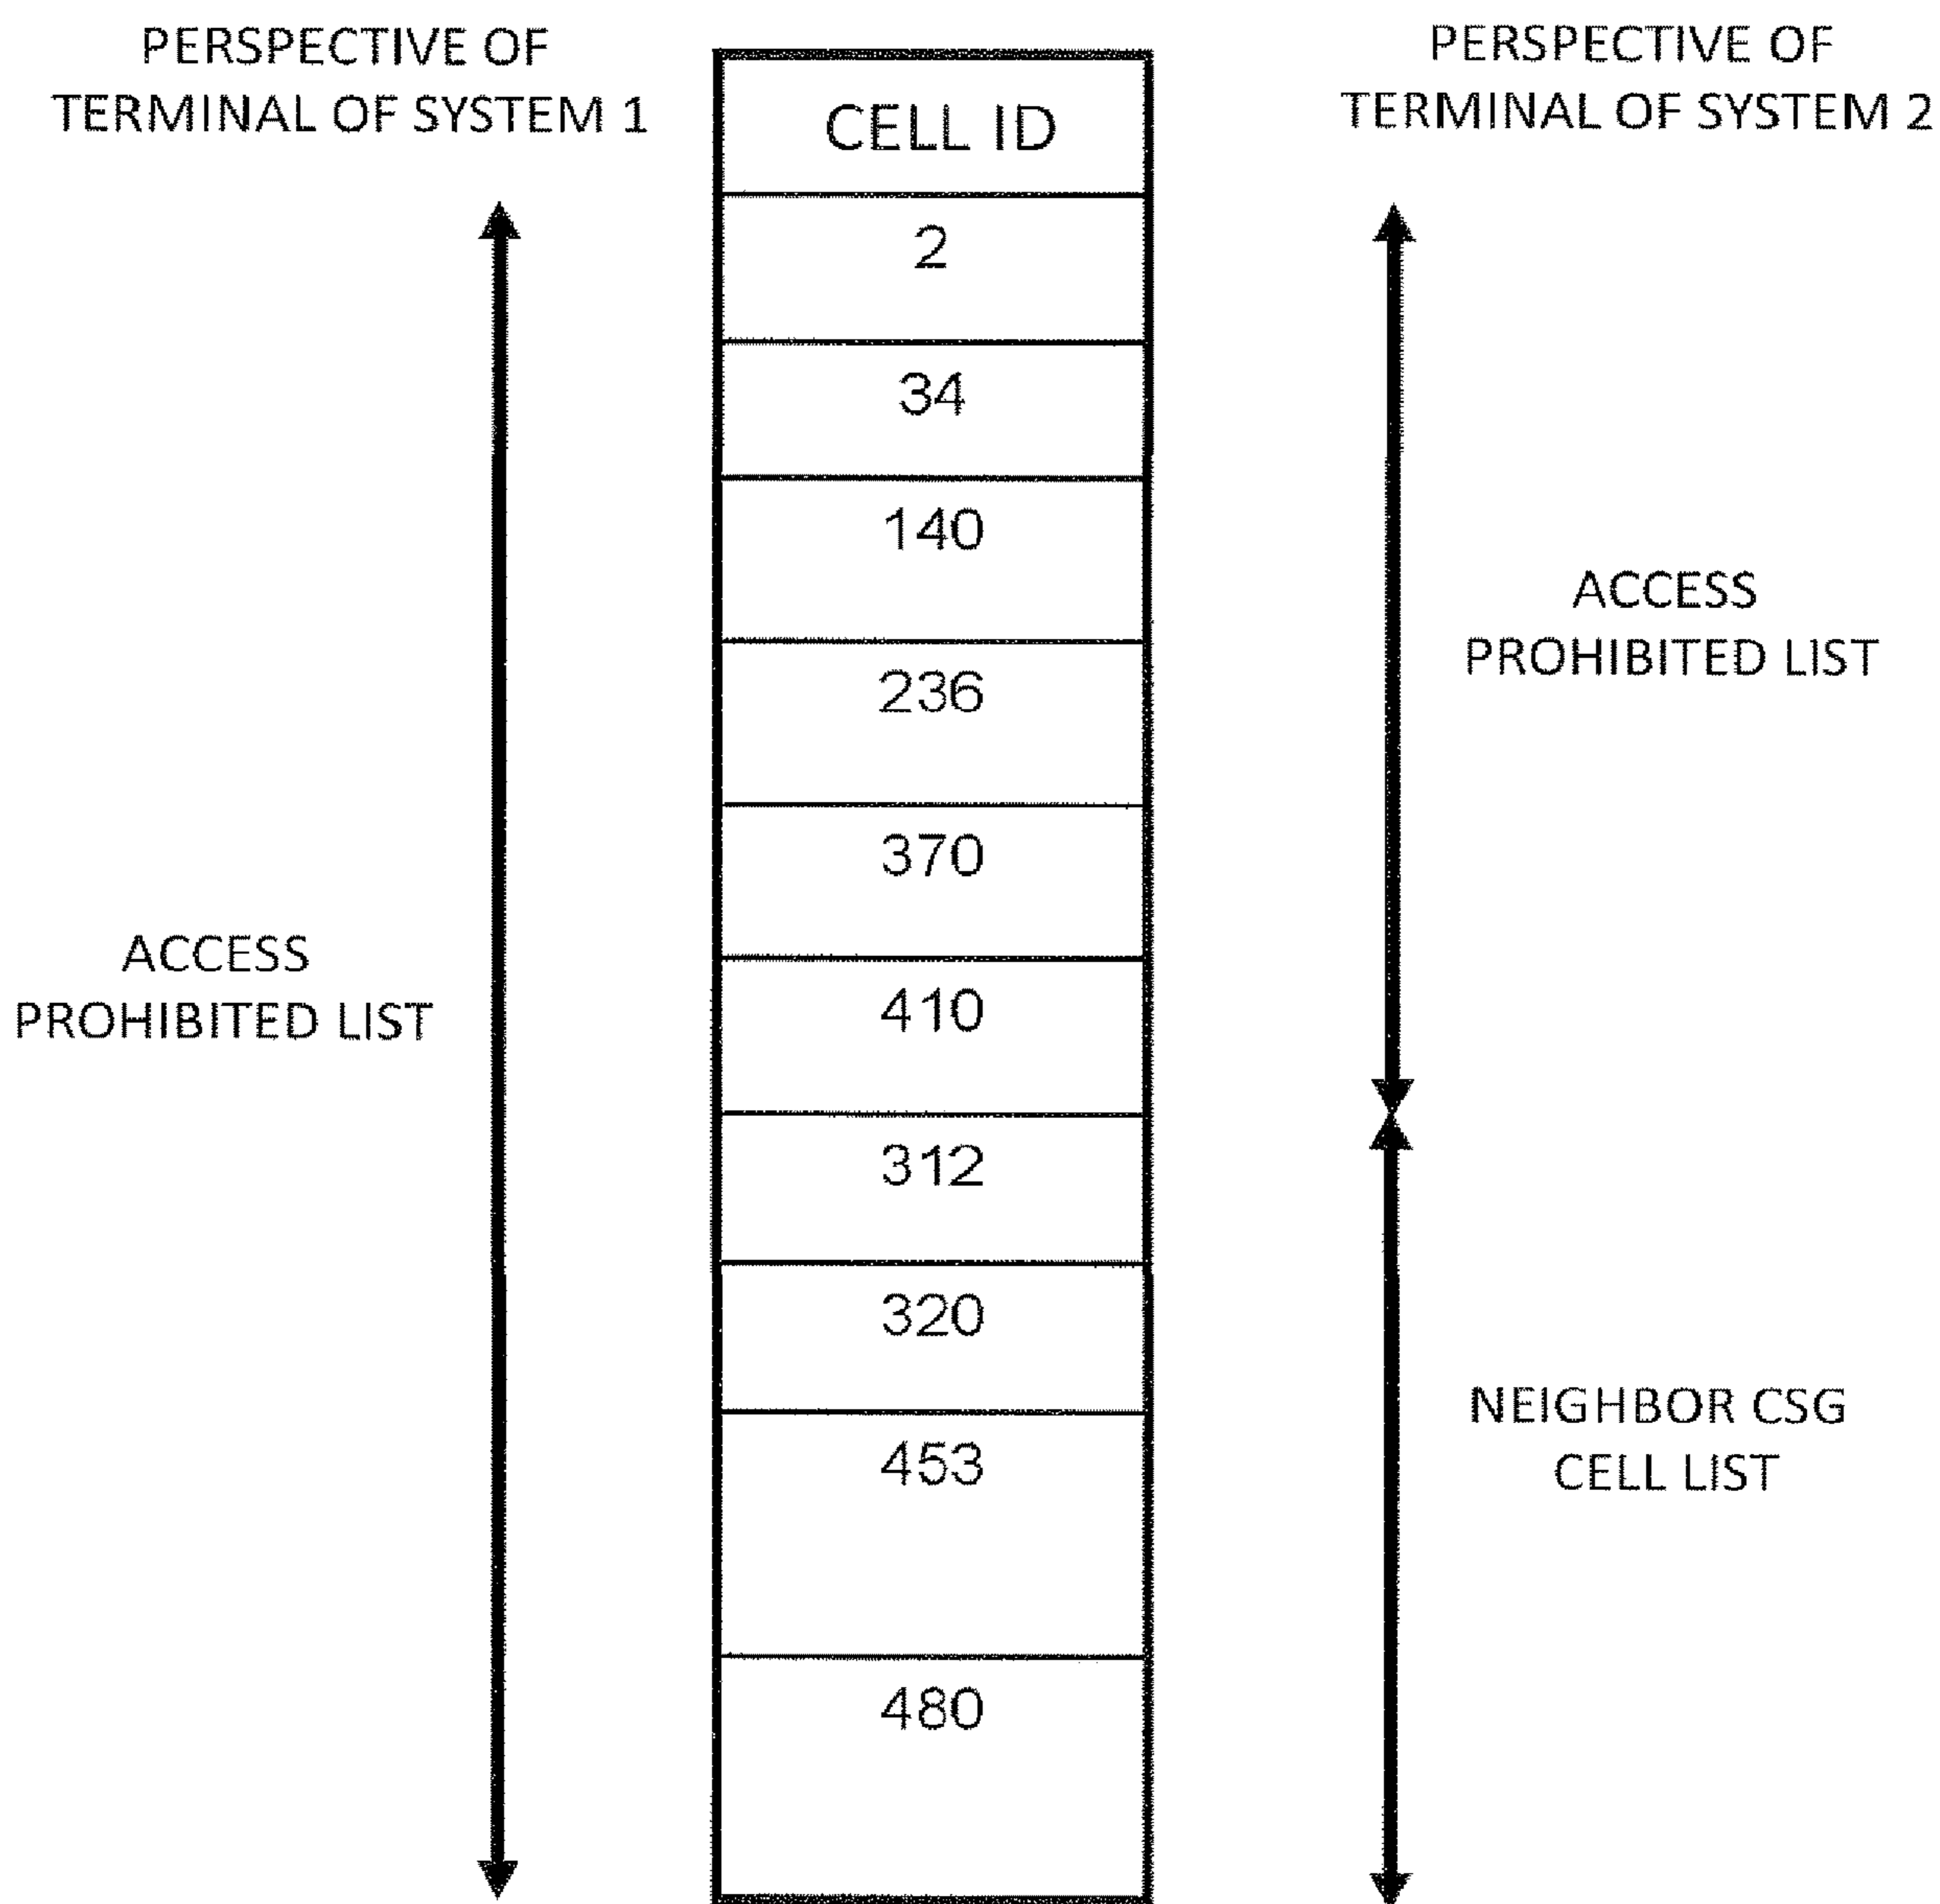 PERSPECTIVE OF
TERMINAL OF SYSTEM 1
PERSPECTIVE OF
TERMINAL OF SYSTEM 2
CELL ID
2
34
140
236
370
410
312
320
453
480
ACCESS
PROHIBITED LIST
ACCESS
PROHIBITED LIST
NEIGHBOR CSG
CELL LIST